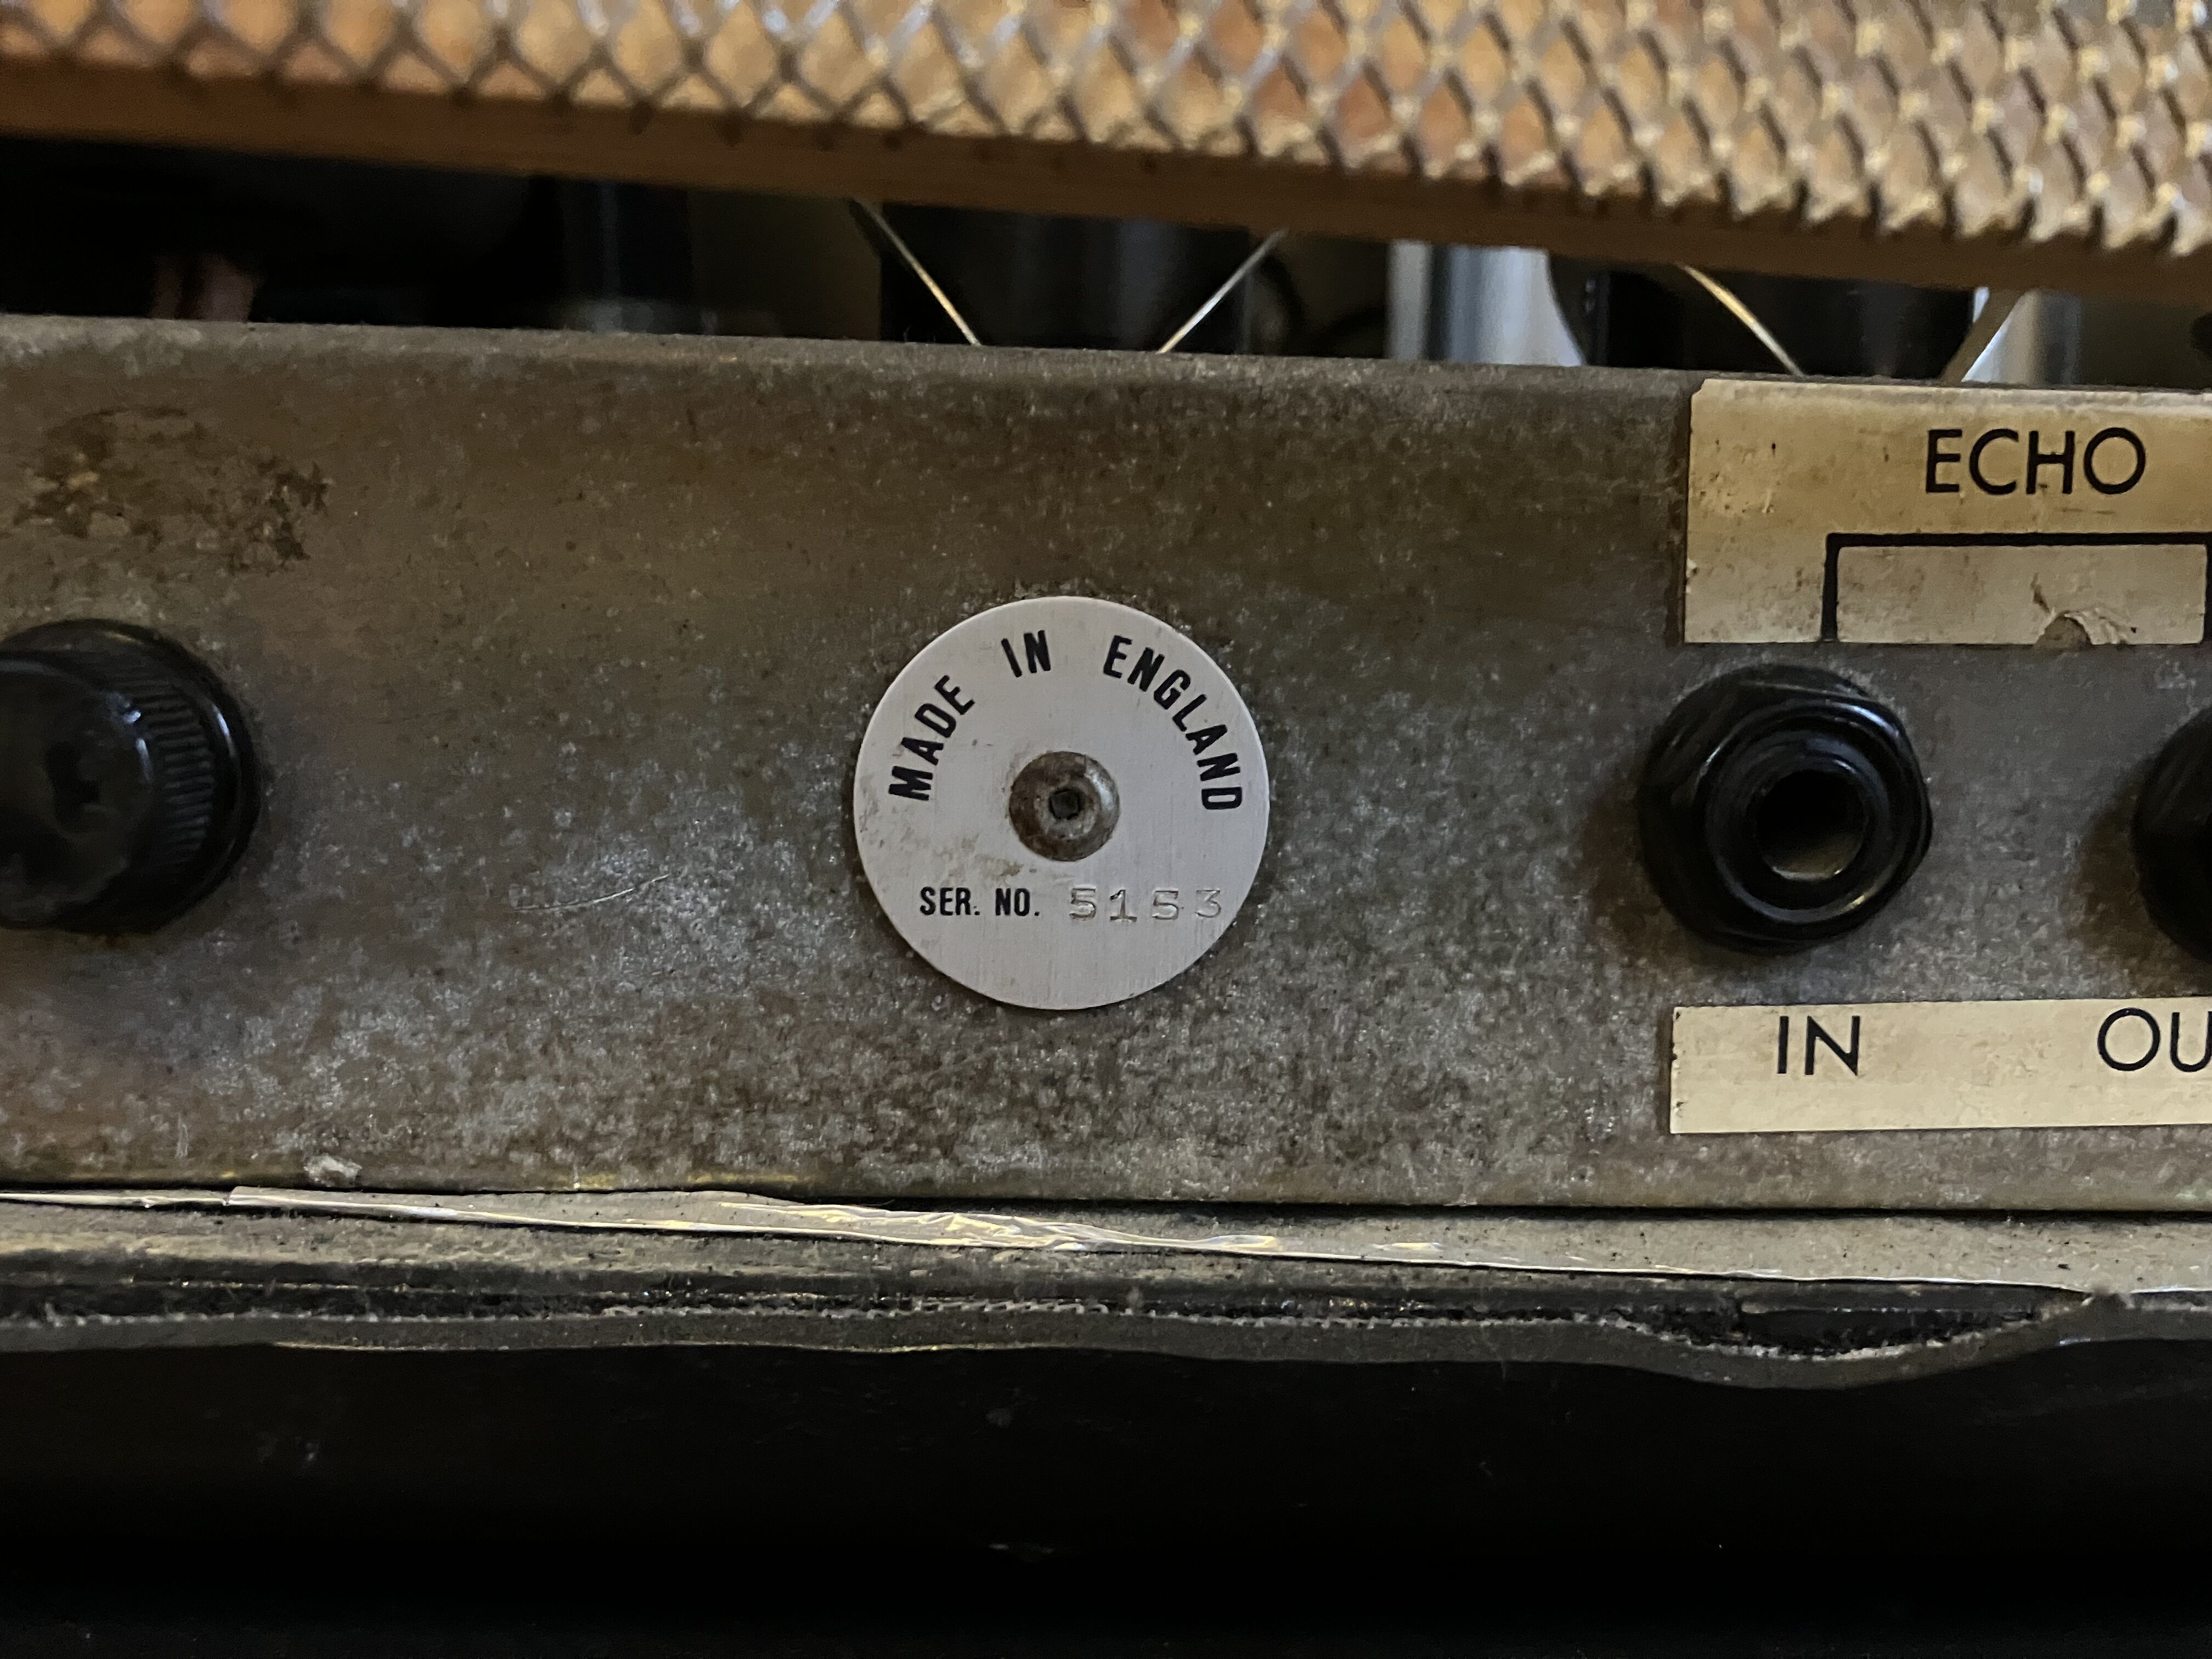 ECHO
MADE IN ENGLAND
SER. NO. 5153
IN OU